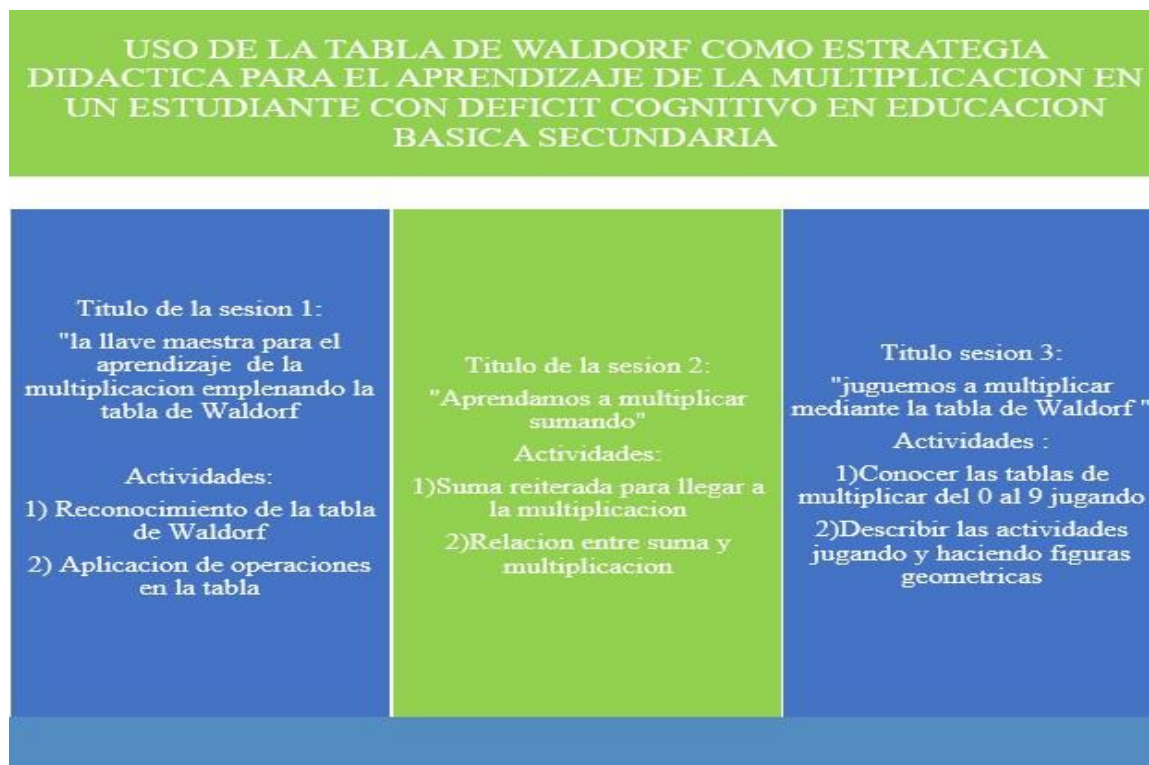 USO DE LA TABLA DE WALDORF COMO ESTRATEGIA
DIDACTICA PARA EL APRENDIZAJE DE LA MULTIPLICACION EN
UN ESTUDIANTE CON DEFICIT COGNITIVO EN EDUCACION
BASICA SECUNDARIA
Titulo de la sesion 1:
"la llave maestra para el
aprendizaje de la
multiplicacion emplenando la
tabla de Waldorf
Actividades:
1) Reconocimiento de la tabla
de Waldorf
2) Aplicacion de operaciones
en la tabla
Titulo de la sesion 2:
"Aprendamos a multiplicar
sumando"
Actividades:
1)Suma reiterada para llegar a
la multiplicacion
2)Relacion entre suma y
multiplicacion
Titulo sesion 3:
"juguemos a multiplicar
mediante la tabla de Waldorf "
Actividades :
1)Conocer las tablas de
multiplicar del 0 al 9 jugando
2)Describir las actividades
jugando y haciendo figuras
geometricas